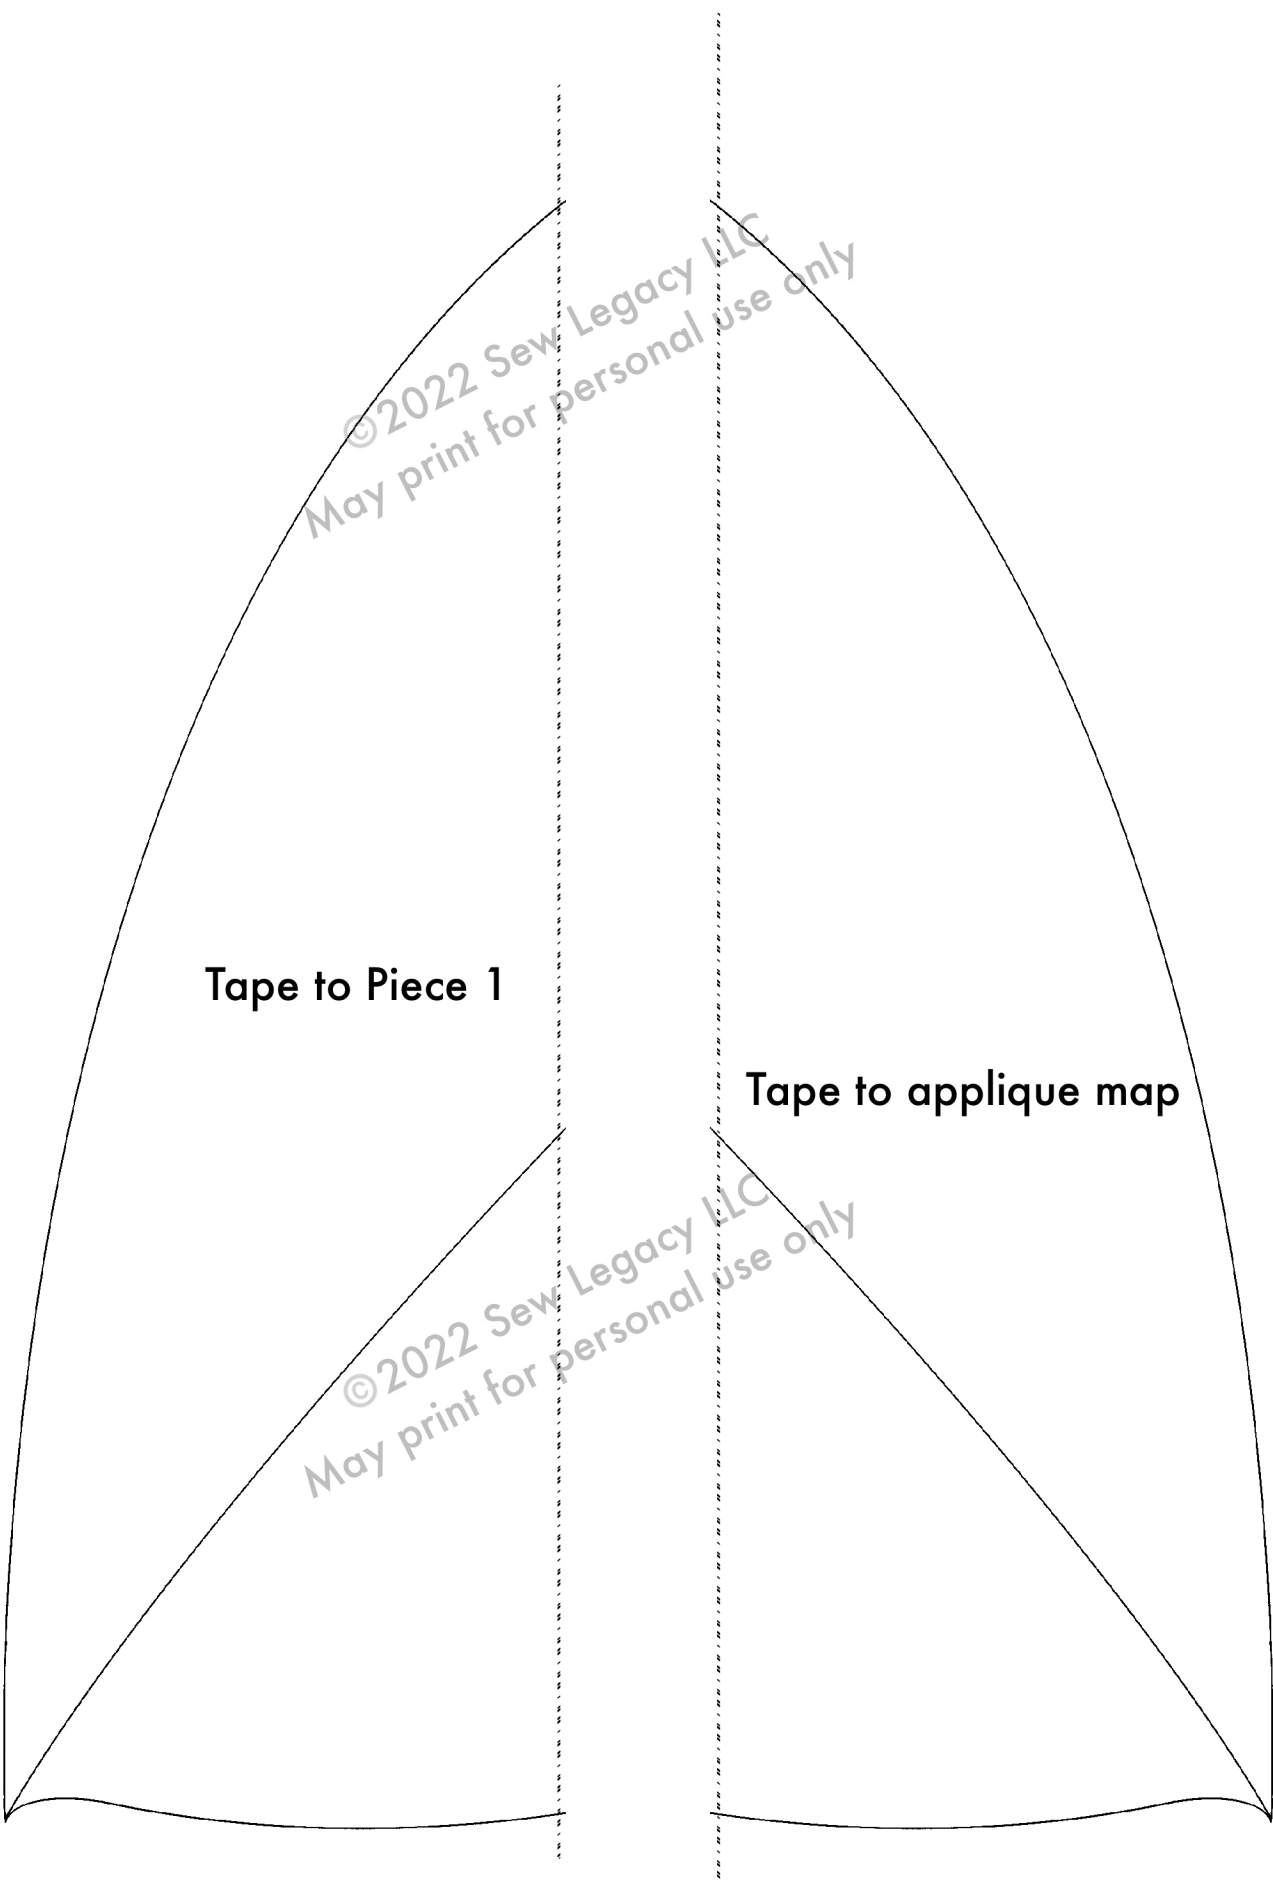 ©2022 Sew Legacy LLC
May print for personal use only
Tape to Piece 1
Tape to applique map
©2022 Sew Legacy LLC
May print for personal use only